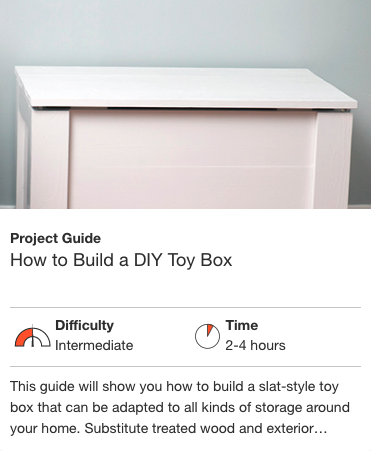 Project Guide
How to Build a DIY Toy Box
Difficulty
Intermediate
Time
2-4 hours
This guide will show you how to build a slat-style toy
box that can be adapted to all kinds of storage around
your home. Substitute treated wood and exterior…